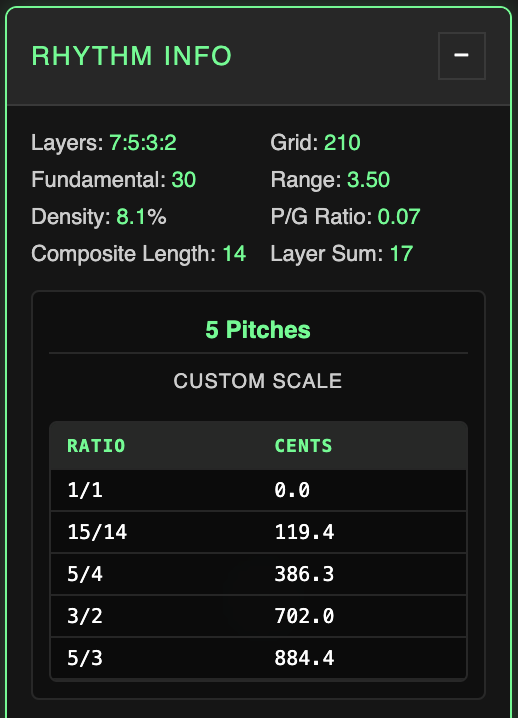 RHYTHM INFO −
Layers: 7:5:3:2 Grid: 210
Fundamental: 30 Range: 3.50
Density: 8.1% P/G Ratio: 0.07
Composite Length: 14 Layer Sum: 17
5 Pitches
CUSTOM SCALE
RATIO CENTS
1/1 0.0
15/14 119.4
5/4 386.3
3/2 702.0
5/3 884.4